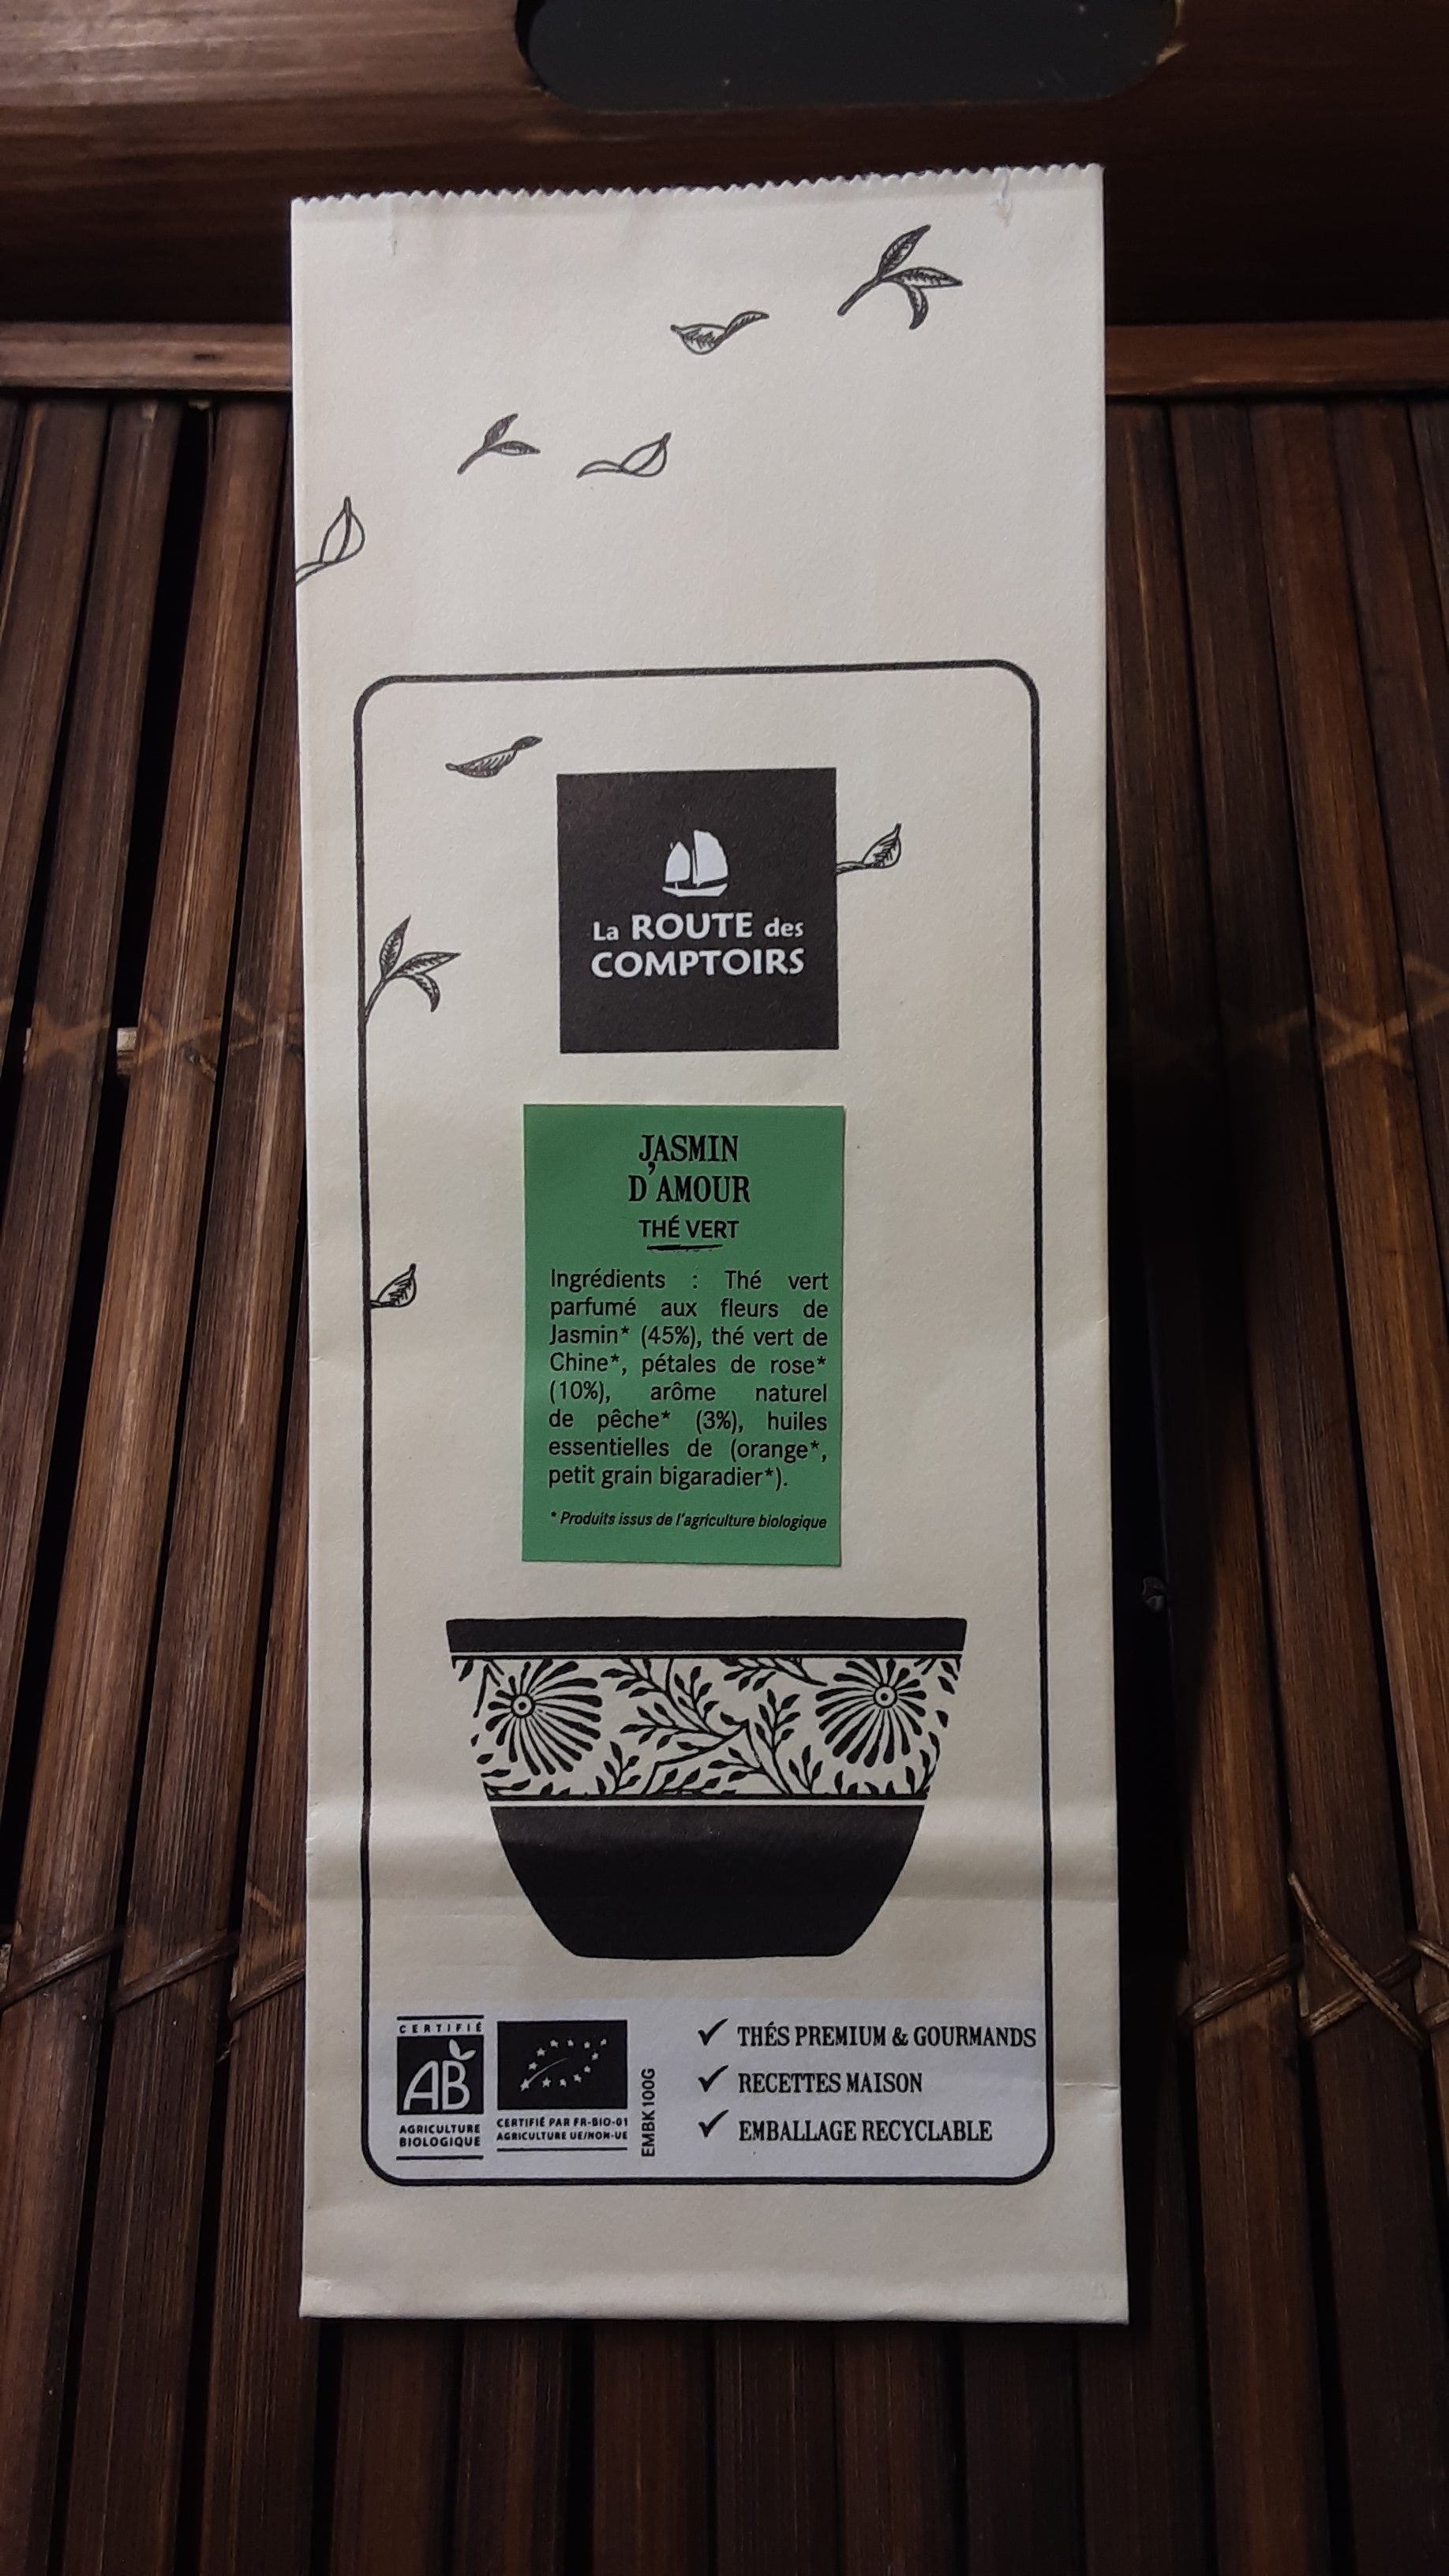 La ROUTE des
COMPTOIRS
JASMIN
D'AMOUR
THÉ VERT
Ingrédients : Thé vert
parfumé aux fleurs de
Jasmin* (45%), thé vert de
Chine*, pétales de rose*
(10%), arôme naturel
de pêche* (3%), huiles
essentielles de (orange*,
petit grain bigaradier*).
* Produits issus de l'agriculture biologique
CERTIFIÉ
AB
AGRICULTURE
BIOLOGIQUE
CERTIFIÉ PAR FR-BIO-01
AGRICULTURE UE/NON-UE
EMBK100G
✓ THÉS PREMIUM & GOURMANDS
✓ RECETTES MAISON
✓ EMBALLAGE RECYCLABLE